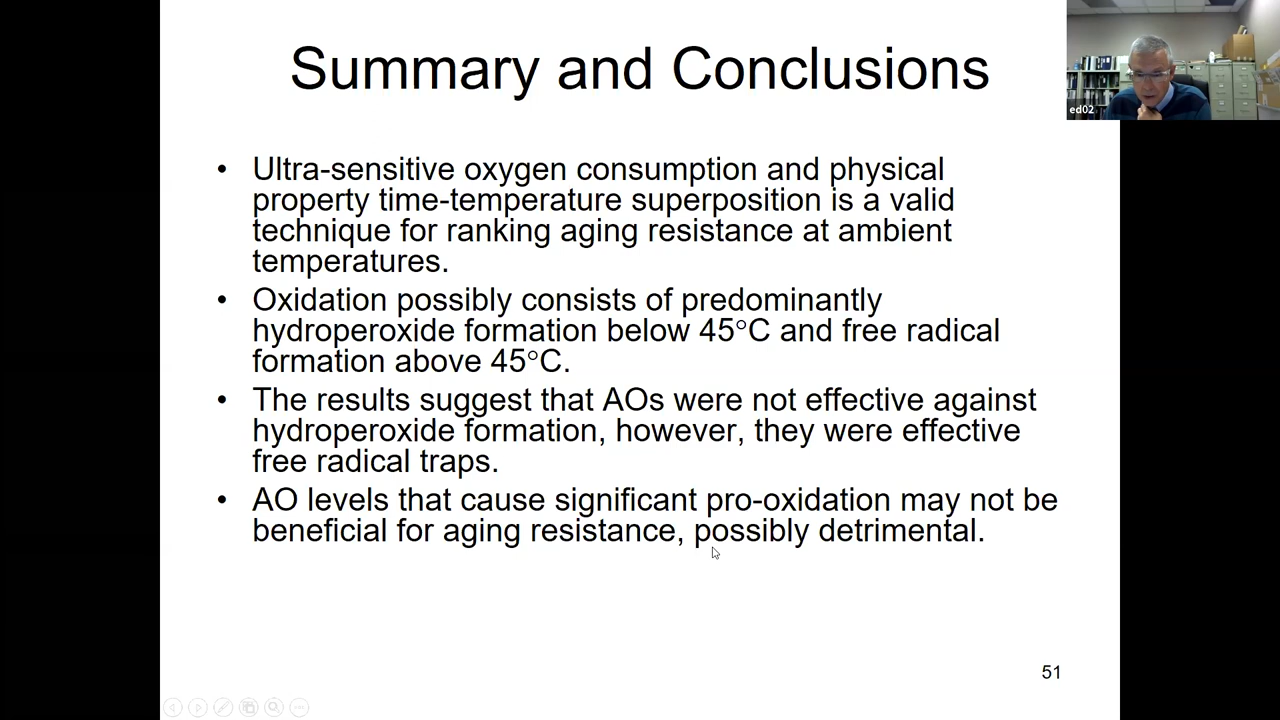 Summary and Conclusions
ed02
• Ultra-sensitive oxygen consumption and physical
property time-temperature superposition is a valid
technique for ranking aging resistance at ambient
temperatures.
• Oxidation possibly consists of predominantly
hydroperoxide formation below 45°C and free radical
formation above 45°C.
• The results suggest that AOs were not effective against
hydroperoxide formation, however, they were effective
free radical traps.
• AO levels that cause significant pro-oxidation may not be
beneficial for aging resistance, possibly detrimental.
51